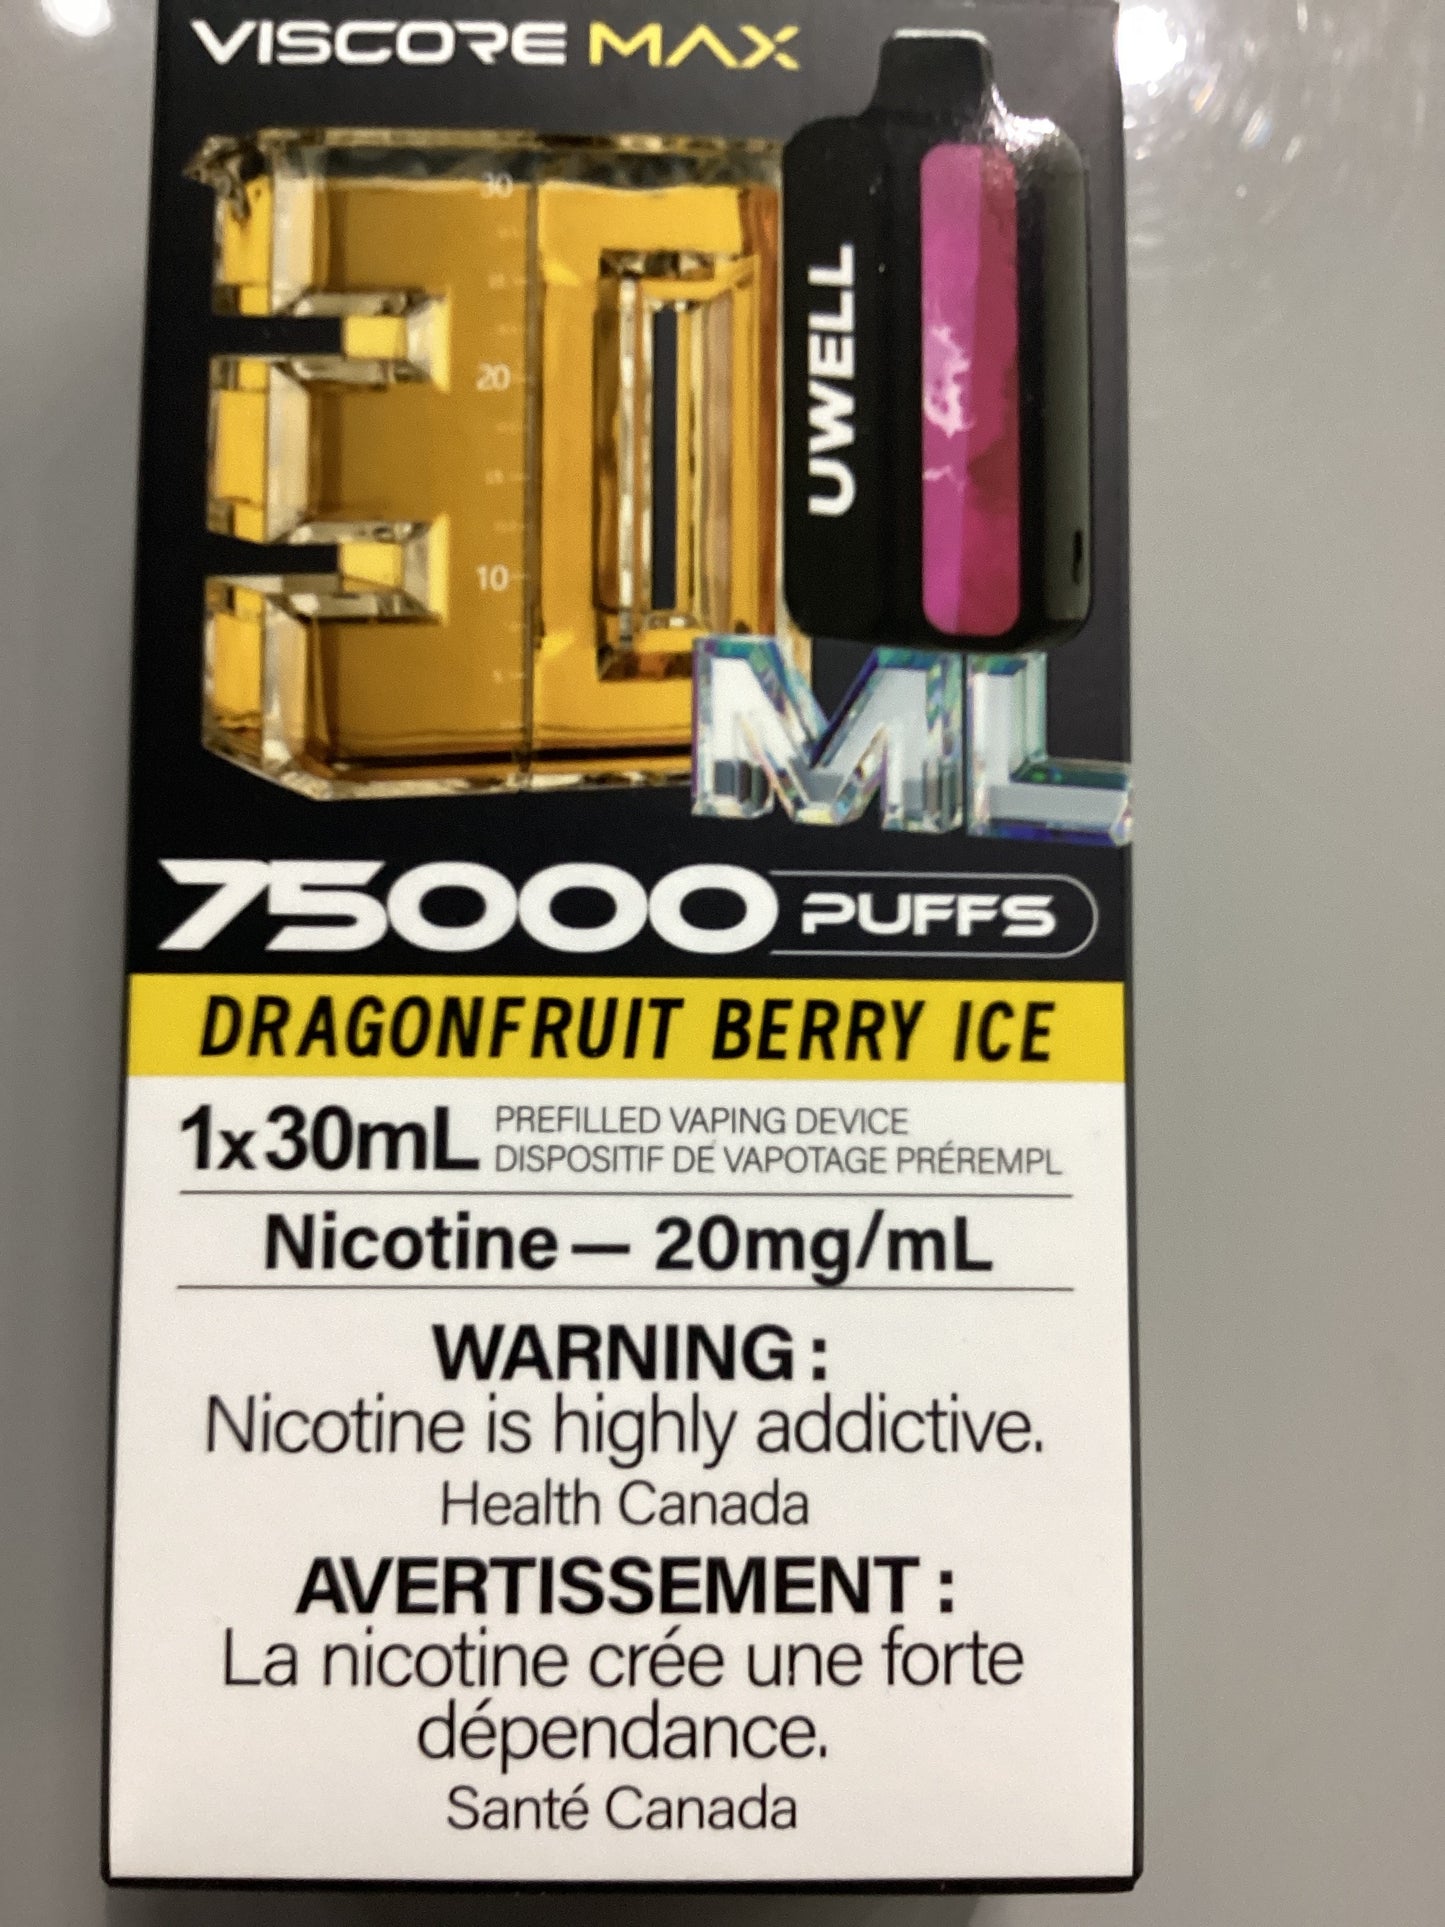 VISCORE MAX
30
20
10
UWELL
30
ML
75000 PUFFS
DRAGONFRUIT BERRY ICE
1x30mL PREFILLED VAPING DEVICE
DISPOSITIF DE VAPOTAGE PRÉREMPL
Nicotine — 20mg/mL
WARNING :
Nicotine is highly addictive.
Health Canada
AVERTISSEMENT :
La nicotine crée une forte
dépendance.
Santé Canada